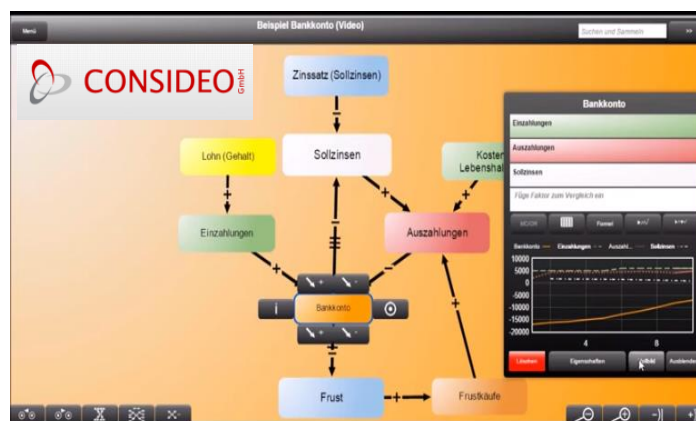 Menü
Beispiel Bankkonto (Video)
Suchen und Sammeln
>>
CONSIDEO GmbH
Zinssatz (Sollzinsen)
Lohn (Gehalt)
Sollzinsen
Kosten
Lebenshal
Einzahlungen
Auszahlungen
i
Bankkonto
Frust
Frustkäufe
Bankkonto
Einzahlungen
Auszahlungen
Sollzinsen
Füge Faktor zum Vergleich ein
Formel
Bankkonto Einzahlungen Auszahl... Sollzinsen
10000
5000
0
-5000
-10000
-15000
-20000
4 8
Löschen Eigenschaften Ausblenden